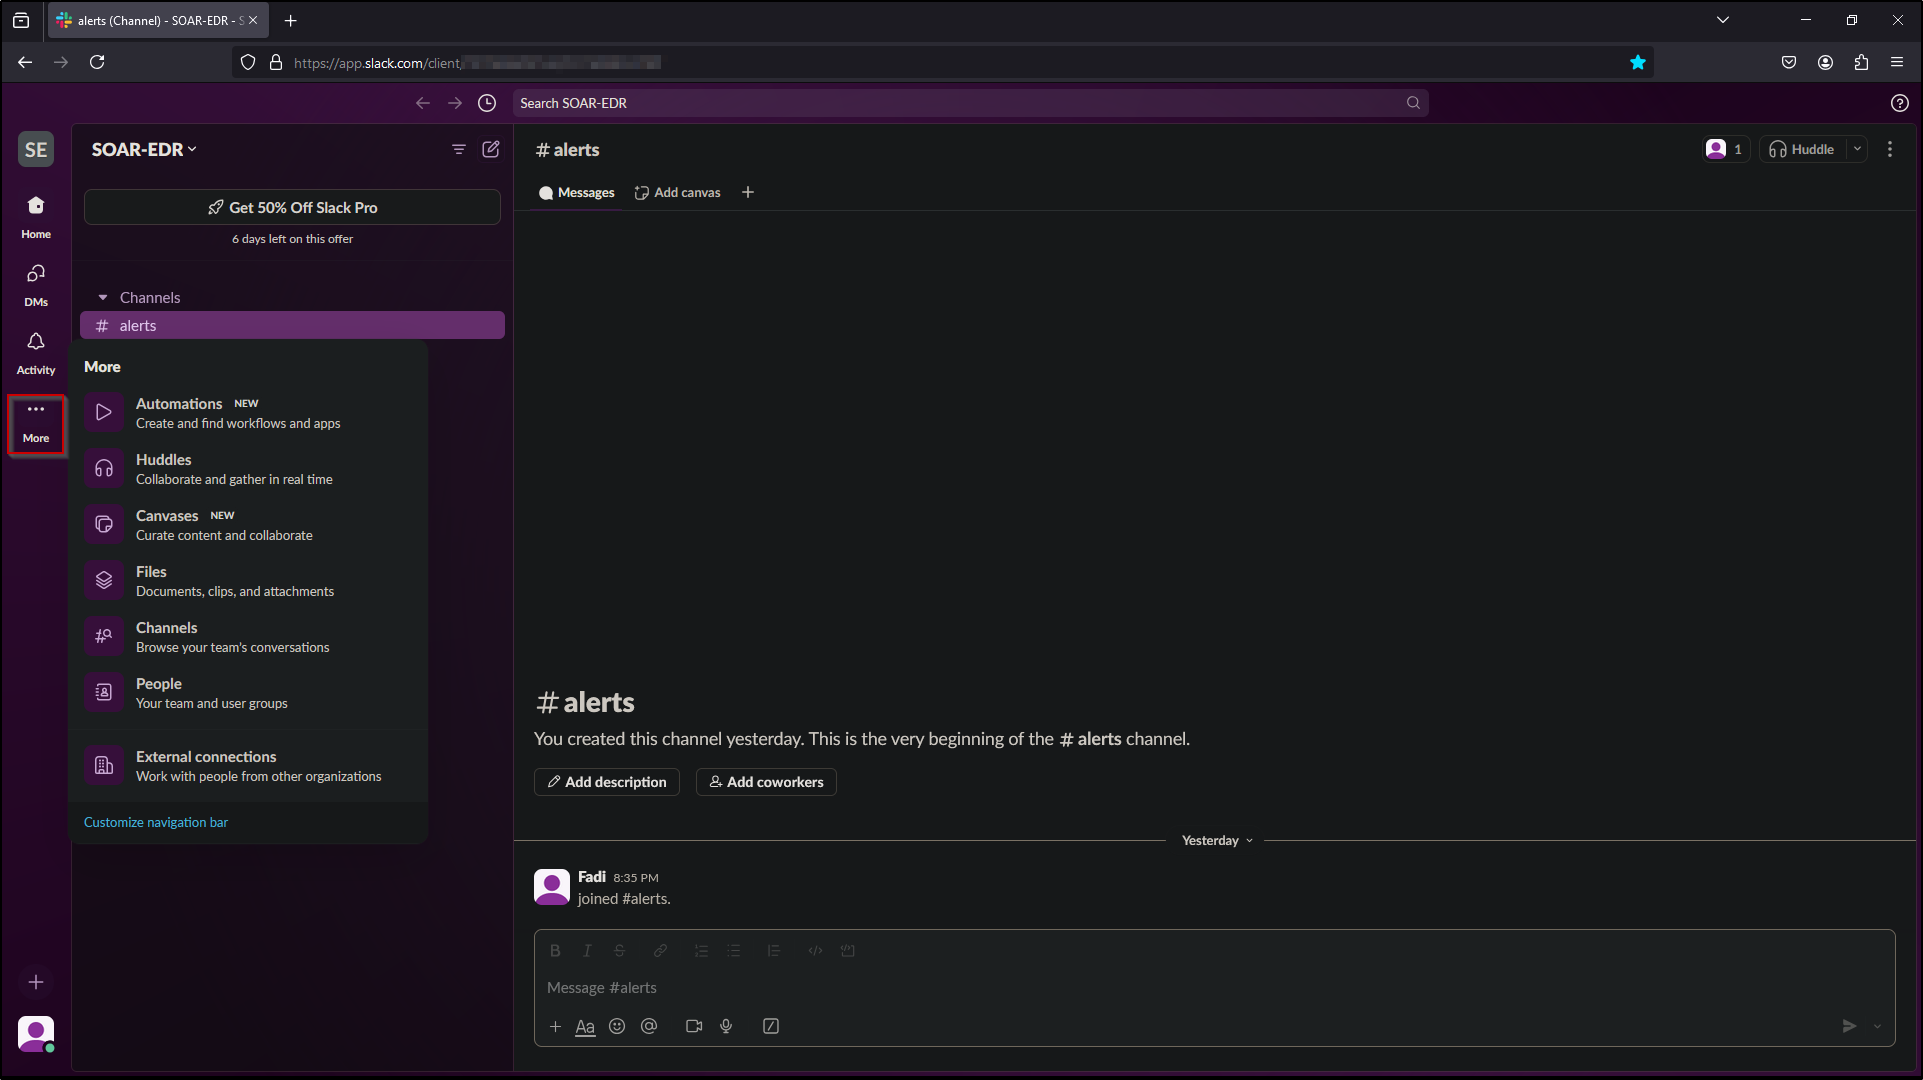 alerts (Channel) - SOAR-EDR - S
https://app.slack.com/client/
Search SOAR-EDR
SE
SOAR-EDR
Get 50% Off Slack Pro
6 days left on this offer
Home
DMs
Activity
More
Channels
# alerts
More
Automations NEW
Create and find workflows and apps
Huddles
Collaborate and gather in real time
Canvases NEW
Curate content and collaborate
Files
Documents, clips, and attachments
Channels
Browse your team's conversations
People
Your team and user groups
External connections
Work with people from other organizations
Customize navigation bar
# alerts
1
Huddle
Messages
Add canvas
# alerts
You created this channel yesterday. This is the very beginning of the # alerts channel.
Add description
Add coworkers
Yesterday
Fadi 8:35 PM
joined #alerts.
B I S
Message #alerts
Aa